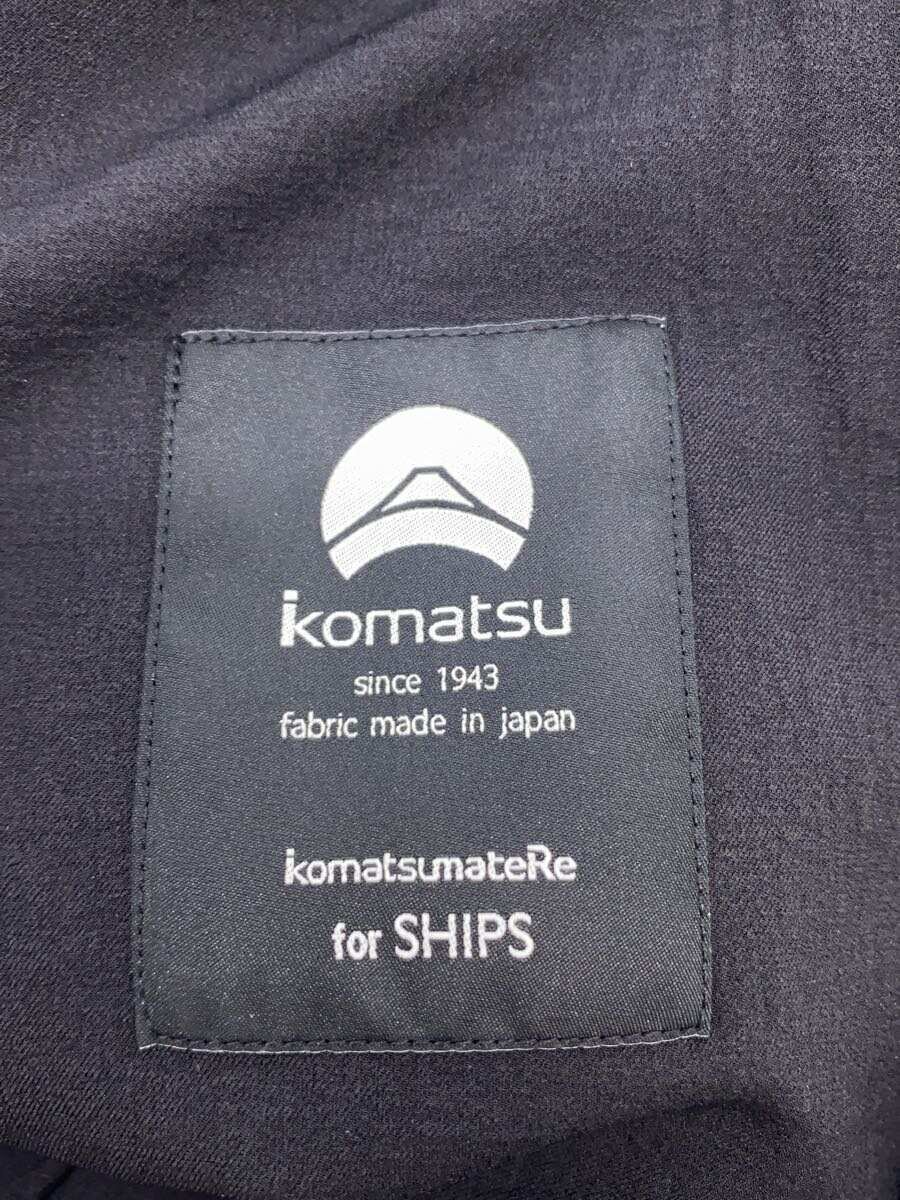 komatsu
since 1943
fabric made in japan
komatsumateRe
for SHIPS